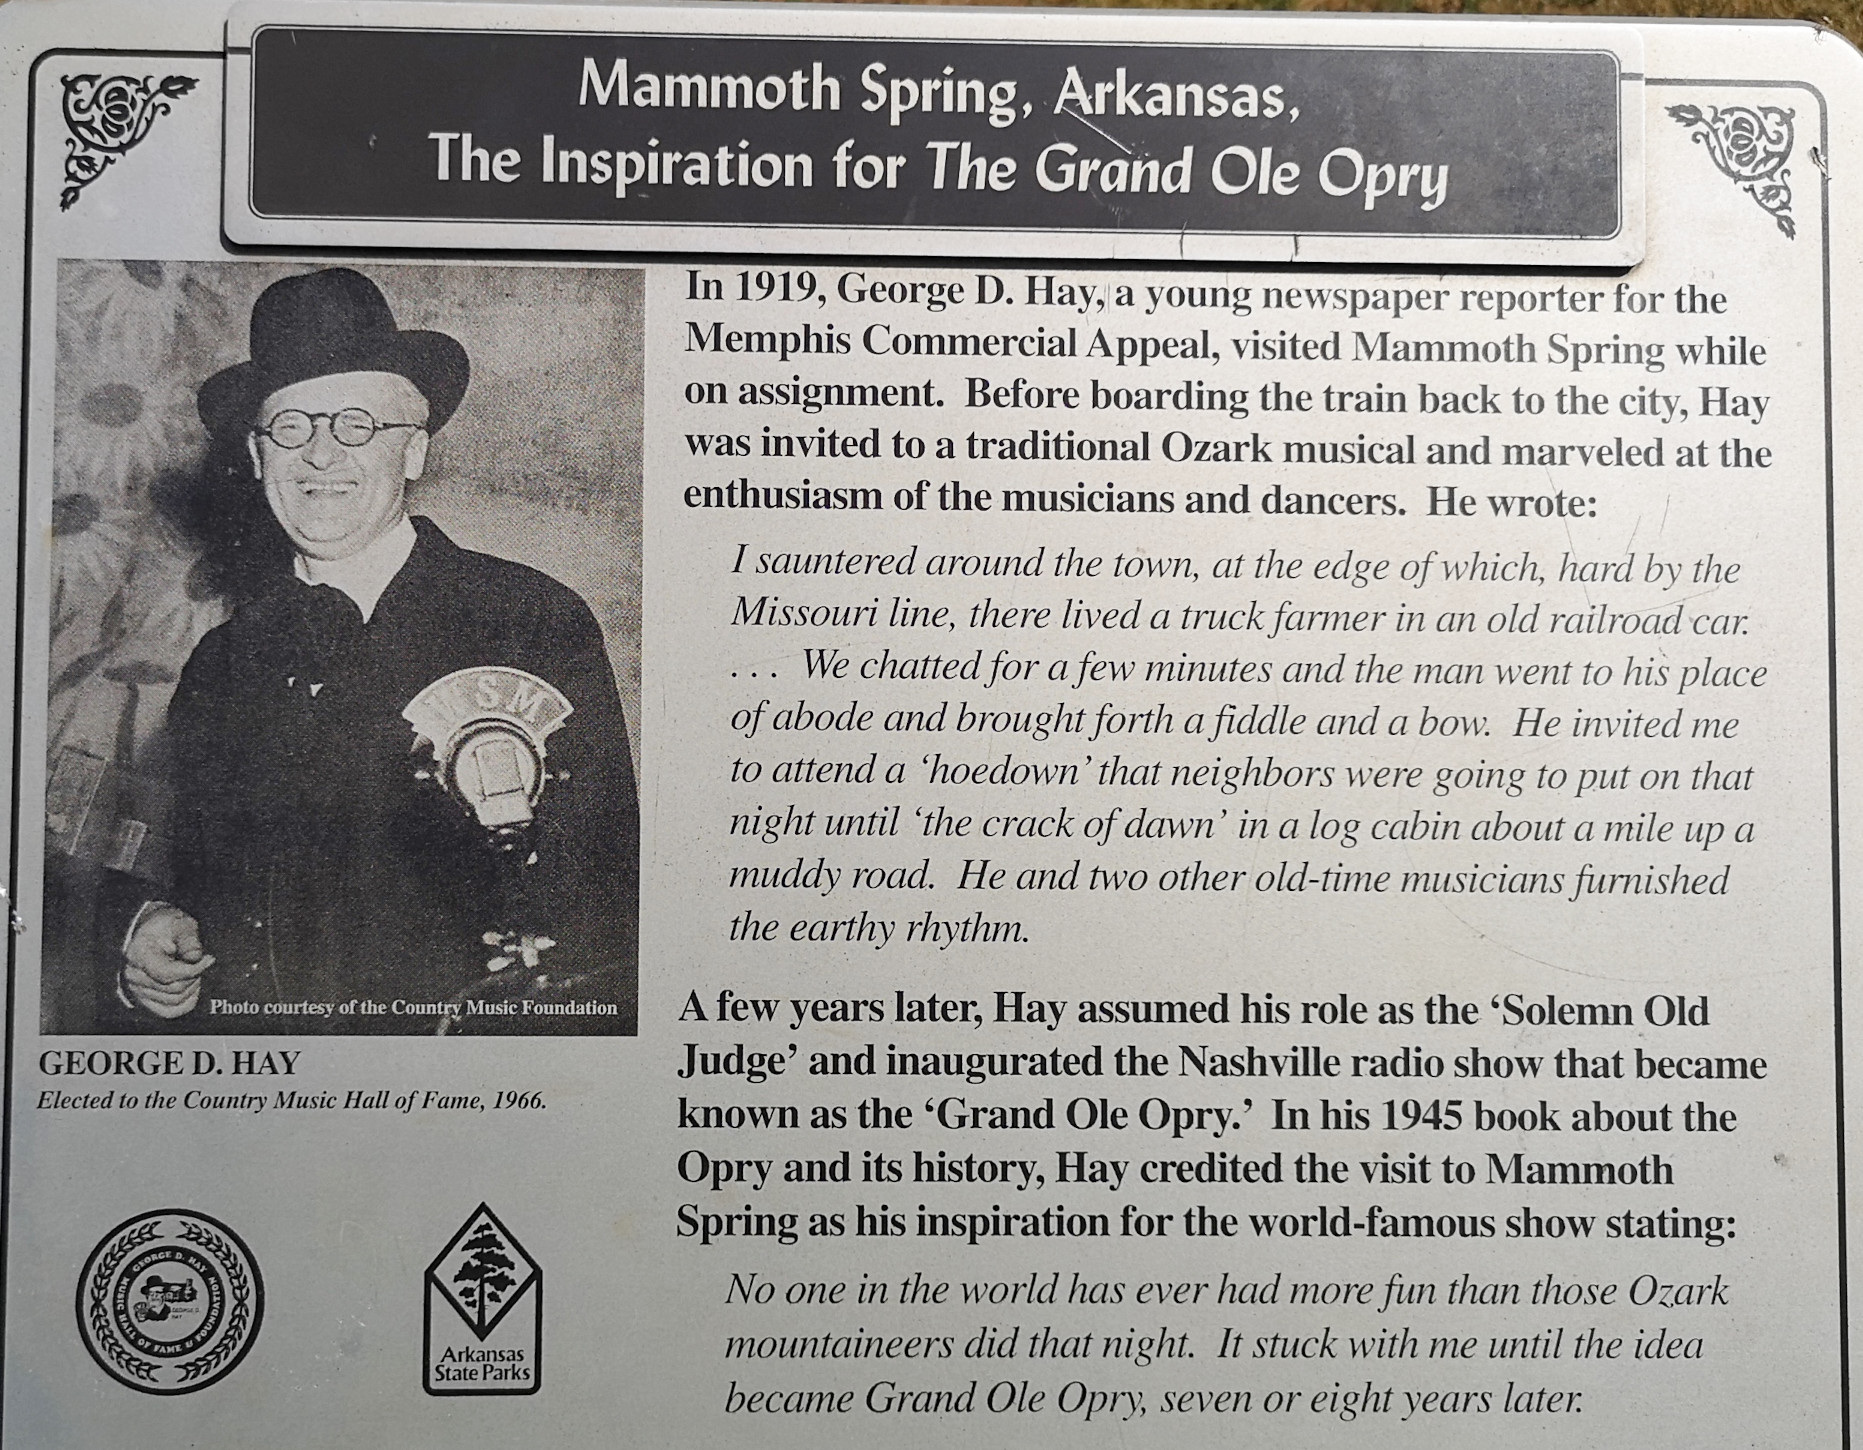 Mammoth Spring, Arkansas,
The Inspiration for The Grand Ole Opry
In 1919, George D. Hay, a young newspaper reporter for the
Memphis Commercial Appeal, visited Mammoth Spring while
on assignment.  Before boarding the train back to the city, Hay
was invited to a traditional Ozark musical and marveled at the
enthusiasm of the musicians and dancers.  He wrote:
I sauntered around the town, at the edge of which, hard by the
Missouri line, there lived a truck farmer in an old railroad car.
. . .  We chatted for a few minutes and the man went to his place
of abode and brought forth a fiddle and a bow.  He invited me
to attend a ‘hoedown’ that neighbors were going to put on that
night until ‘the crack of dawn’ in a log cabin about a mile up a
muddy road.  He and two other old-time musicians furnished
the earthy rhythm.
A few years later, Hay assumed his role as the ‘Solemn Old
Judge’ and inaugurated the Nashville radio show that became
known as the ‘Grand Ole Opry.’  In his 1945 book about the
Opry and its history, Hay credited the visit to Mammoth
Spring as his inspiration for the world-famous show stating:
No one in the world has ever had more fun than those Ozark
mountaineers did that night.  It stuck with me until the idea
became Grand Ole Opry, seven or eight years later.
WSM
Photo courtesy of the Country Music Foundation
GEORGE D. HAY
Elected to the Country Music Hall of Fame, 1966.
GEORGE D. HAY
MUSIC HALL OF FAME & FOUNDATION
Arkansas
State Parks